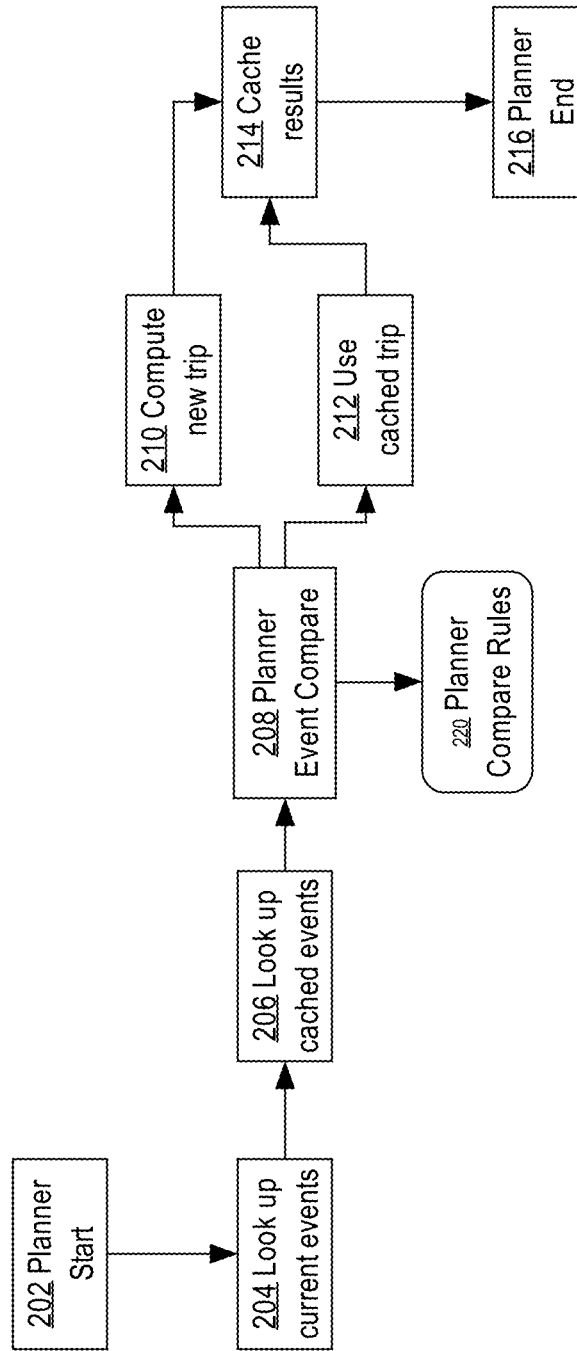 202 Planner
Start
204 Look up
current events
206 Look up
cached events
208 Planner
Event Compare
220 Planner
Compare Rules
210 Compute
new trip
212 Use
cached trip
214 Cache
results
216 Planner
End